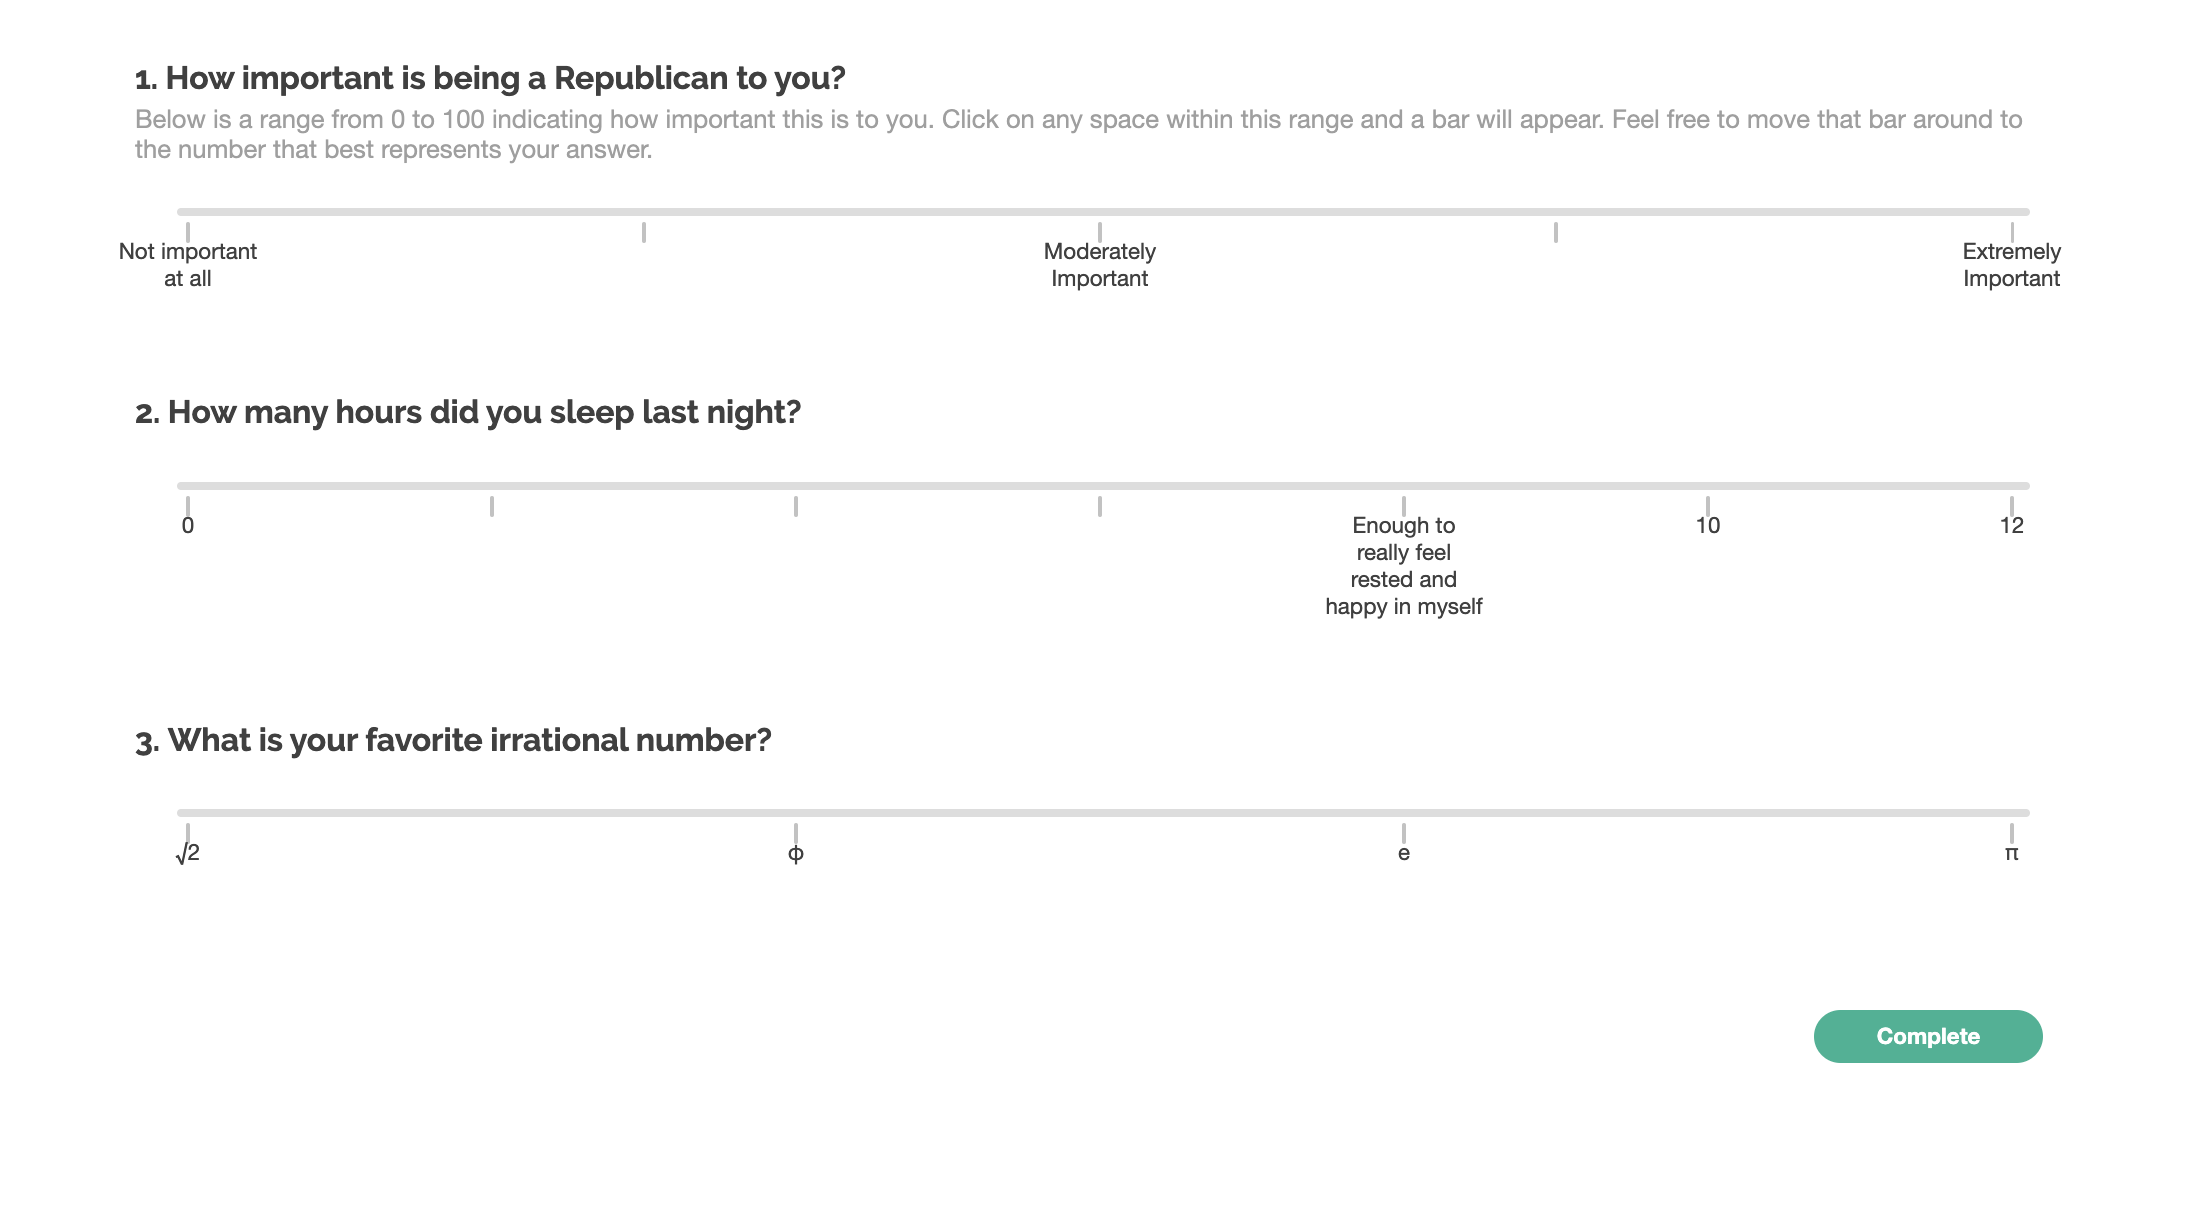 1. How important is being a Republican to you?
Below is a range from 0 to 100 indicating how important this is to you. Click on any space within this range and a bar will appear. Feel free to move that bar around to
the number that best represents your answer.
Not important
at all
Moderately
Important
Extremely
Important
2. How many hours did you sleep last night?
0
Enough to
really feel
rested and
happy in myself
10
12
3. What is your favorite irrational number?
√2
ϕ
e
π
Complete